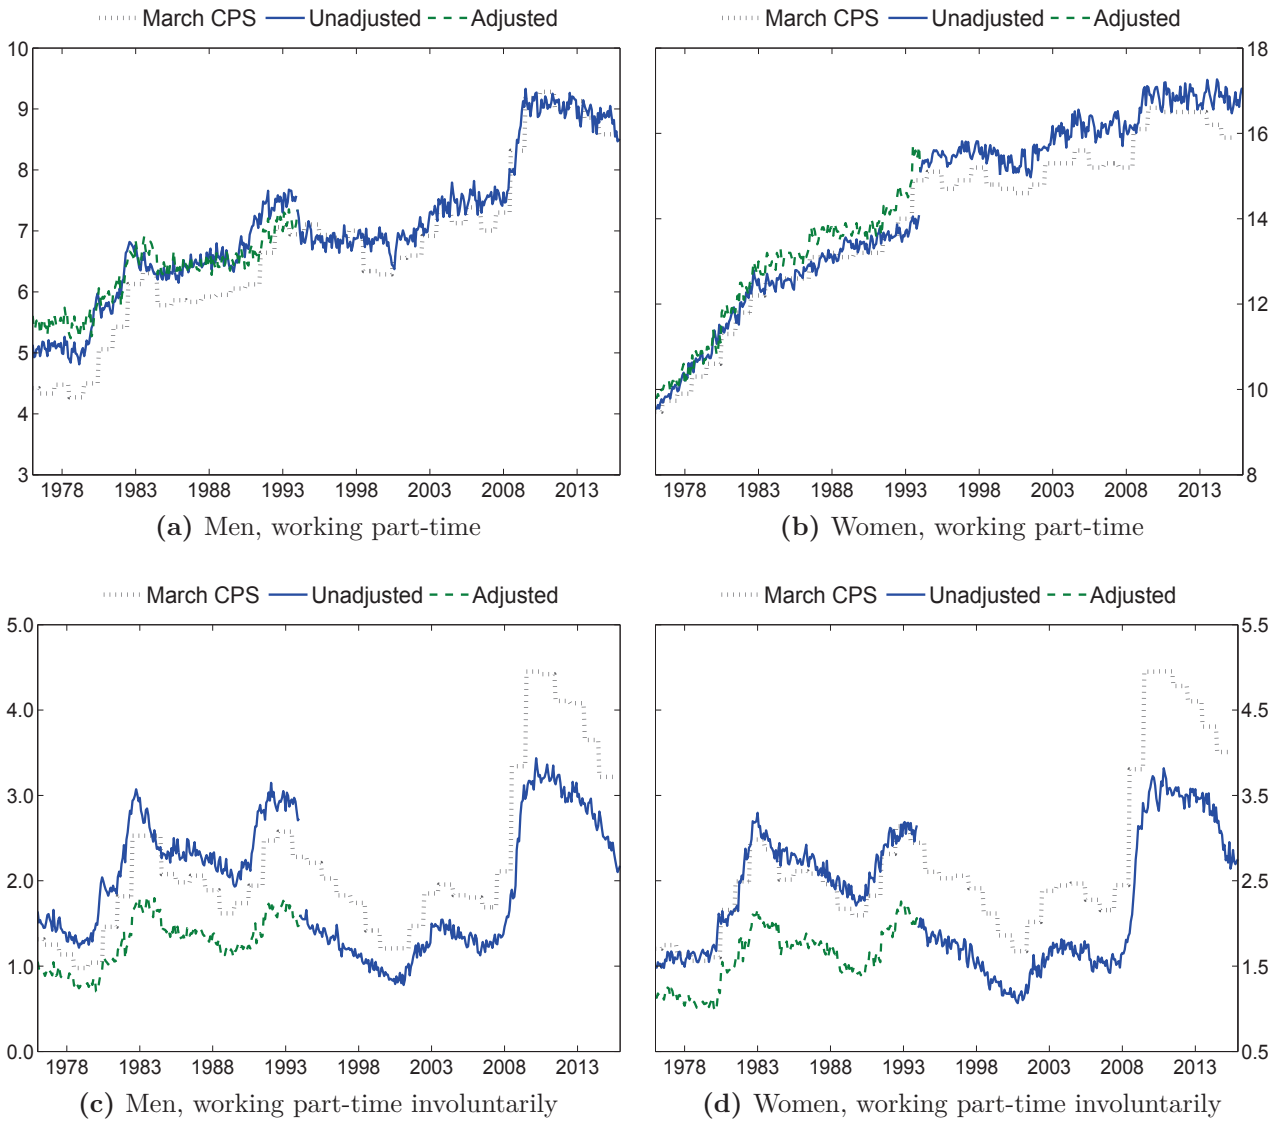 March CPS Unadjusted Adjusted
10
9
8
7
6
5
4
3
1978 1983 1988 1993 1998 2003 2008 2013
(a) Men, working part-time
March CPS Unadjusted Adjusted
18
16
14
12
10
8
1978 1983 1988 1993 1998 2003 2008 2013
(b) Women, working part-time
March CPS Unadjusted Adjusted
5.0
4.0
3.0
2.0
1.0
0.0
1978 1983 1988 1993 1998 2003 2008 2013
(c) Men, working part-time involuntarily
March CPS Unadjusted Adjusted
5.5
4.5
3.5
2.5
1.5
0.5
1978 1983 1988 1993 1998 2003 2008 2013
(d) Women, working part-time involuntarily